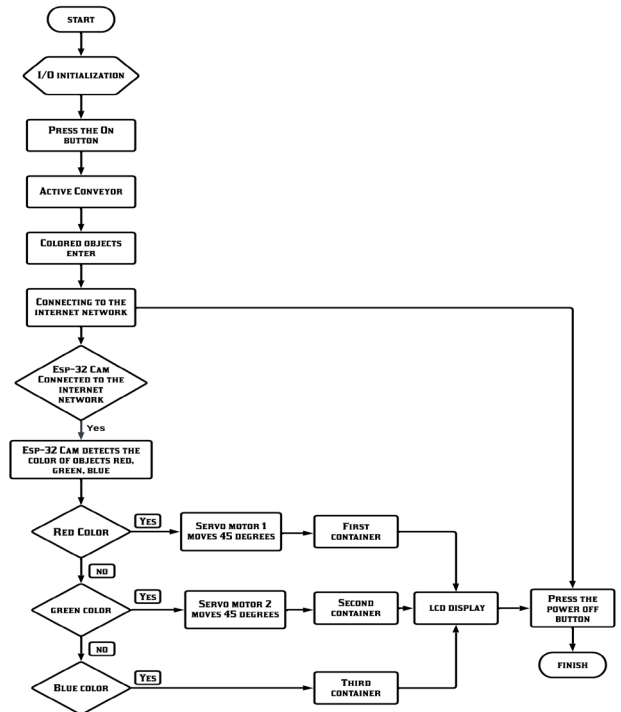 START
I/O INITIALIZATION
PRESS THE ON
BUTTON
ACTIVE CONVEYOR
COLORED OBJECTS
ENTER
CONNECTING TO THE
INTERNET NETWORK
ESP-32 CAM
CONNECTED TO THE
INTERNET
NETWORK
Yes
ESP-32 CAM DETECTS THE
COLOR OF OBJECTS RED,
GREEN, BLUE
RED COLOR
YES
SERVO MOTOR 1
MOVES 45 DEGREES
FIRST
CONTAINER
NO
GREEN COLOR
YES
SERVO MOTOR 2
MOVES 45 DEGREES
SECOND
CONTAINER
LCD DISPLAY
PRESS THE
POWER OFF
BUTTON
NO
FINISH
BLUE COLOR
YES
THIRD
CONTAINER